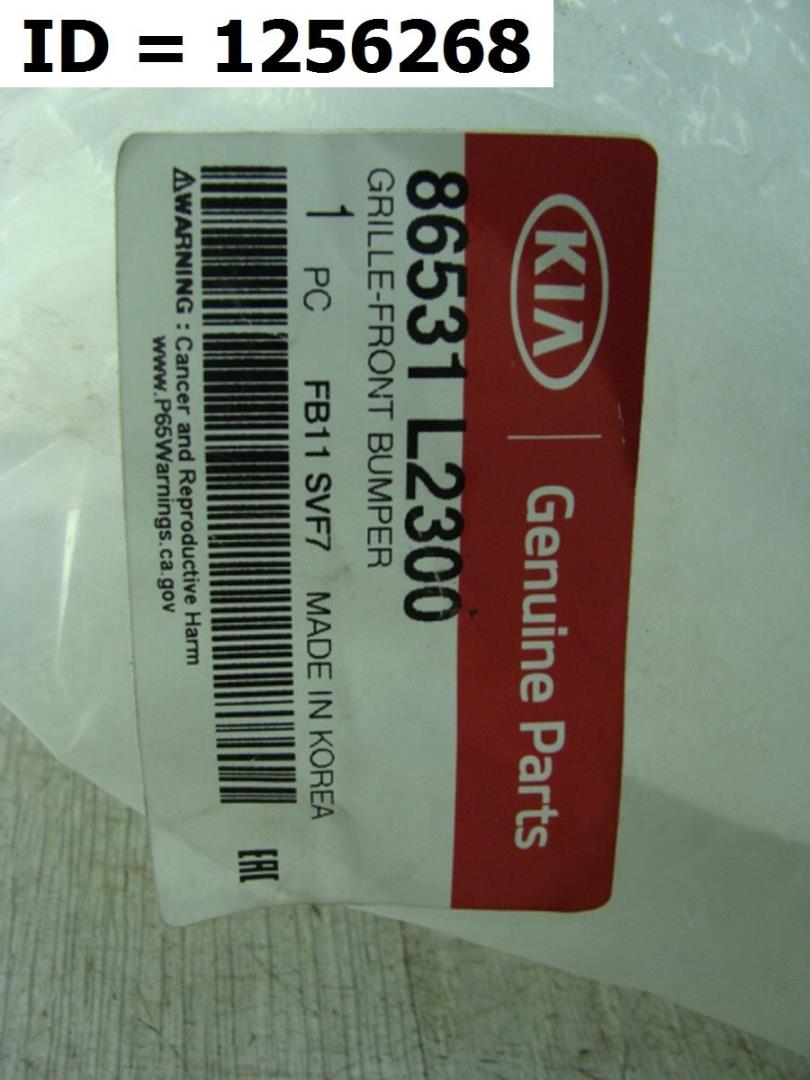 ID = 1256268
KIA | Genuine Parts
86531 L2300
GRILLE-FRONT BUMPER
1 PC FB11 SVF7 MADE IN KOREA
EAC
⚠WARNING : Cancer and Reproductive Harm
www.P65Warnings.ca.gov